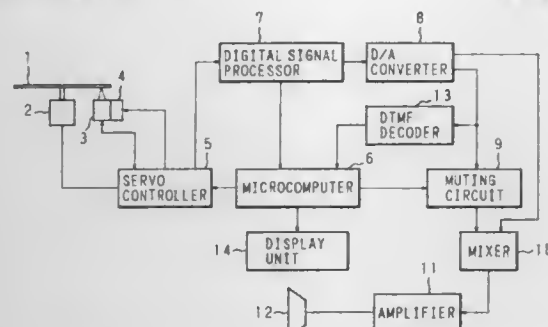 7
8
DIGITAL SIGNAL
PROCESSOR
D/A
CONVERTER
1
4
2
3
13
DTMF
DECODER
5
6
9
SERVO
CONTROLLER
MICROCOMPUTER
MUTING
CIRCUIT
14
DISPLAY
UNIT
MIXER
10
11
12
AMPLIFIER